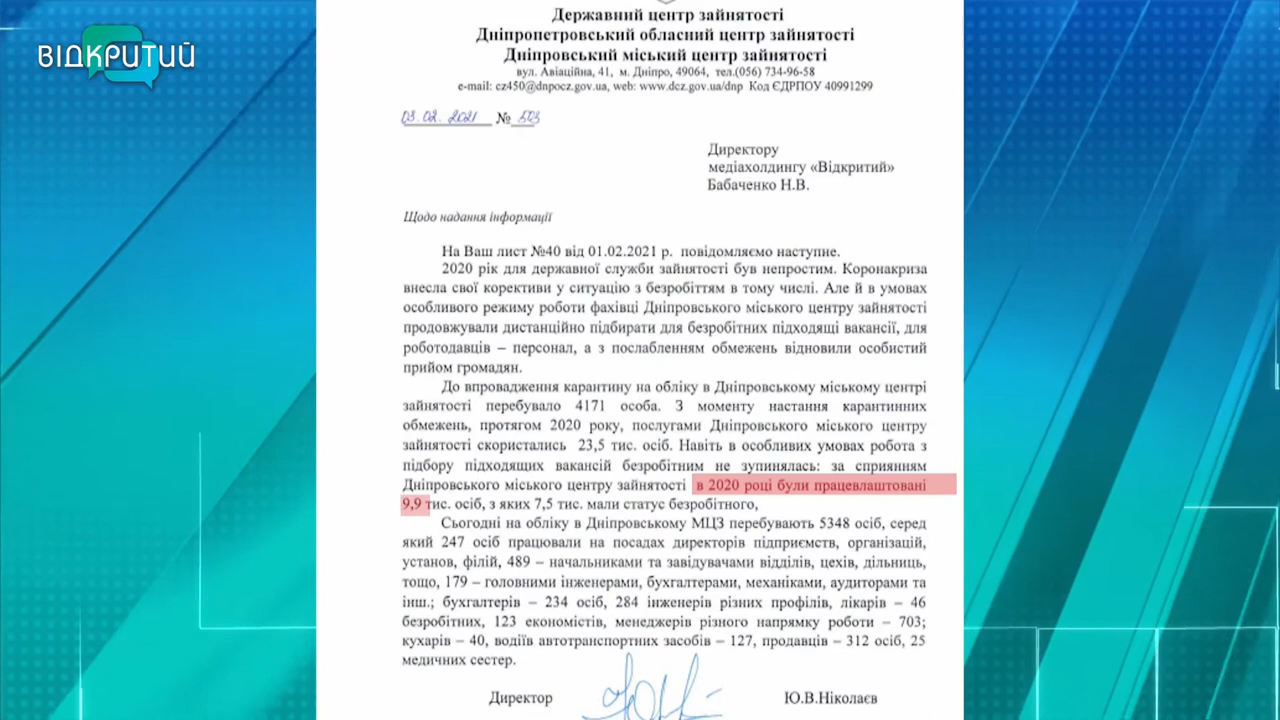 ВІДКРИТИЙ
Державний центр зайнятості
Дніпропетровський обласний центр зайнятості
Дніпровський міський центр зайнятості
вул. Авіаційна, 41, м. Дніпро, 49064, тел.(056) 734-96-58
e-mail: cz450@dnpocz.gov.ua, web: www.dcz.gov.ua/dnp Код ЄДРПОУ 40991299
03.02.2021 № 503
Директору
медіахолдингу «Відкритий»
Бабаченко Н.В.
Щодо надання інформації
На Ваш лист №40 від 01.02.2021 р. повідомляємо наступне.
2020 рік для державної служби зайнятості був непростим. Коронакриза
внесла свої корективи у ситуацію з безробіттям в тому числі. Але й в умовах
особливого режиму роботи фахівці Дніпровського міського центру зайнятості
продовжували дистанційно підбирати для безробітних підходящі вакансії, для
роботодавців – персонал, а з послабленням обмежень відновили особистий
прийом громадян.
До впровадження карантину на обліку в Дніпровському міському центрі
зайнятості перебувало 4171 особа. З моменту настання карантинних
обмежень, протягом 2020 року, послугами Дніпровського міського центру
зайнятості скористались 23,5 тис. осіб. Навіть в особливих умовах робота з
підбору підходящих вакансій безробітним не зупинялась: за сприянням
Дніпровського міського центру зайнятості в 2020 році були працевлаштовані
9,9 тис. осіб, з яких 7,5 тис. мали статус безробітного,
Сьогодні на обліку в Дніпровському МЦЗ перебувають 5348 осіб, серед
який 247 осіб працювали на посадах директорів підприємств, організацій,
установ, філій, 489 – начальниками та завідувачами відділів, цехів, дільниць,
тощо, 179 – головними інженерами, бухгалтерами, механіками, аудиторами та
інш.; бухгалтерів – 234 осіб, 284 інженерів різних профілів, лікарів – 46
безробітних, 123 економістів, менеджерів різного напрямку роботи – 703;
кухарів – 40, водіїв автотранспортних засобів – 127, продавців – 312 осіб, 25
медичних сестер.
Директор Ю.В.Ніколаєв